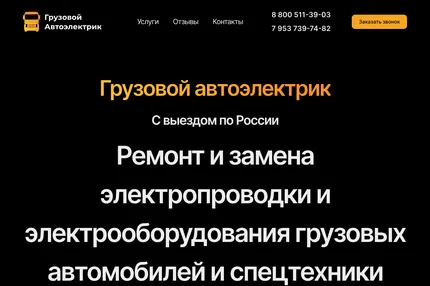 Грузовой
Автоэлектрик
Услуги Отзывы Контакты
8 800 511-39-03
7 953 739-74-82
Заказать звонок
Грузовой автоэлектрик
С выездом по России
Ремонт и замена
электропроводки и
электрооборудования грузовых
автомобилей и спецтехники